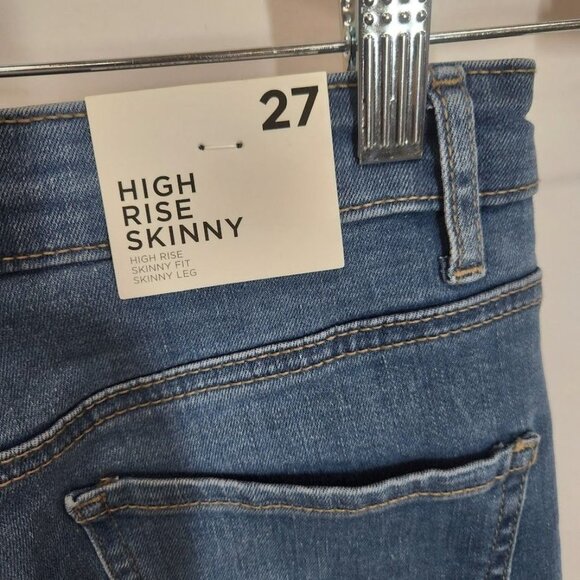 27
HIGH
RISE
SKINNY
HIGH RISE
SKINNY FIT
SKINNY LEG